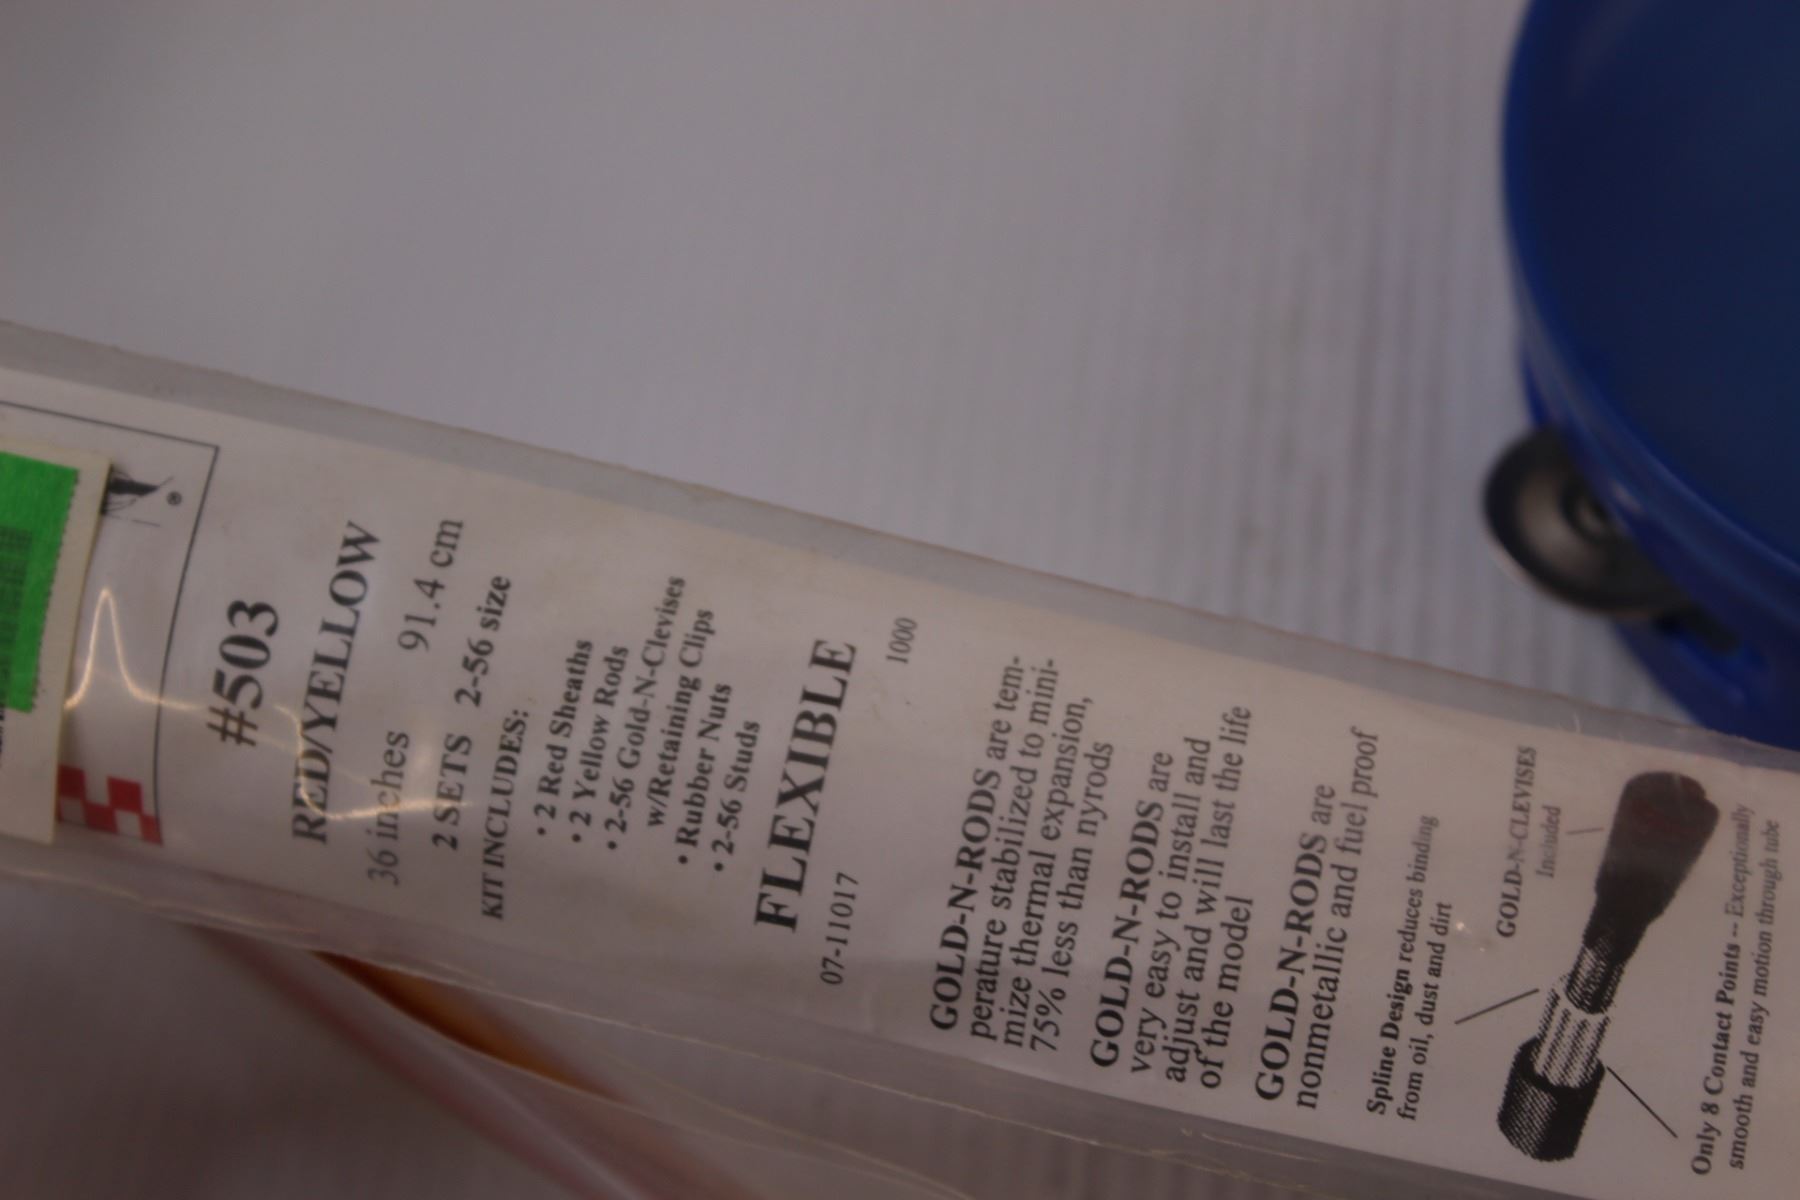 ®
#503
RED/YELLOW
36 inches 91.4 cm
2 SETS 2-56 size
KIT INCLUDES:
• 2 Red Sheaths
• 2 Yellow Rods
• 2-56 Gold-N-Clevises
w/Retaining Clips
• Rubber Nuts
• 2-56 Studs
FLEXIBLE
07-11017 1000
GOLD-N-RODS are tem-
perature stabilized to mini-
mize thermal expansion,
75% less than nyrods
GOLD-N-RODS are
very easy to install and
adjust and will last the life
of the model
GOLD-N-RODS are
nonmetallic and fuel proof
Spline Design reduces binding
from oil, dust and dirt
GOLD-N-CLEVISES
Included
Only 8 Contact Points -- Exceptionally
smooth and easy motion through tube